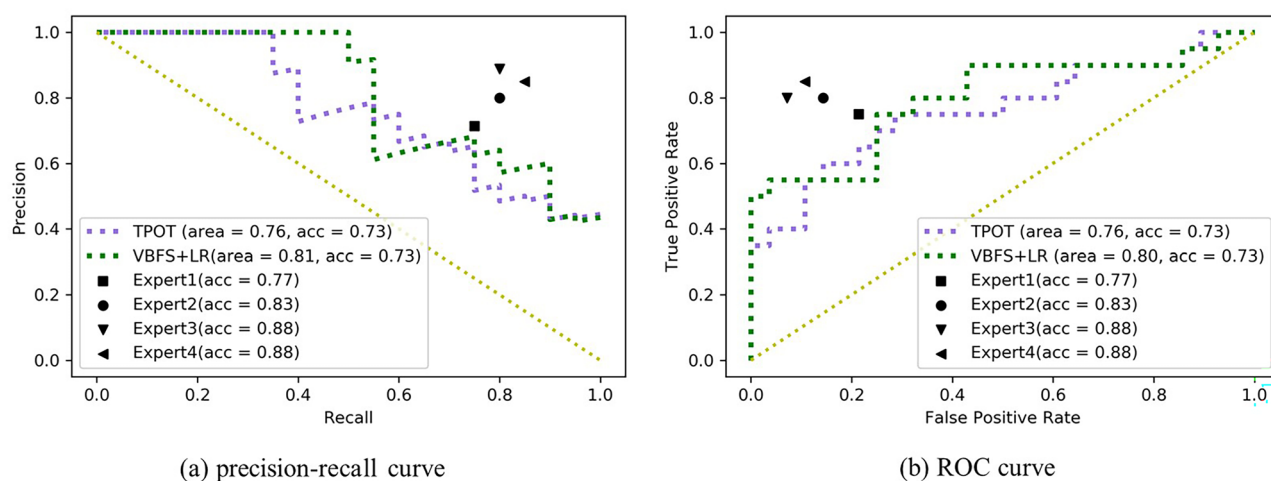 1.0
0.8
0.6
0.4
0.2
0.0
Precision
TPOT (area = 0.76, acc = 0.73)
VBFS+LR(area = 0.81, acc = 0.73)
Expert1(acc = 0.77)
Expert2(acc = 0.83)
Expert3(acc = 0.88)
Expert4(acc = 0.88)
0.0 0.2 0.4 0.6 0.8 1.0
Recall
(a) precision-recall curve
1.0
0.8
0.6
0.4
0.2
0.0
True Positive Rate
TPOT (area = 0.76, acc = 0.73)
VBFS+LR (area = 0.80, acc = 0.73)
Expert1(acc = 0.77)
Expert2(acc = 0.83)
Expert3(acc = 0.88)
Expert4(acc = 0.88)
0.0 0.2 0.4 0.6 0.8 1.0
False Positive Rate
(b) ROC curve